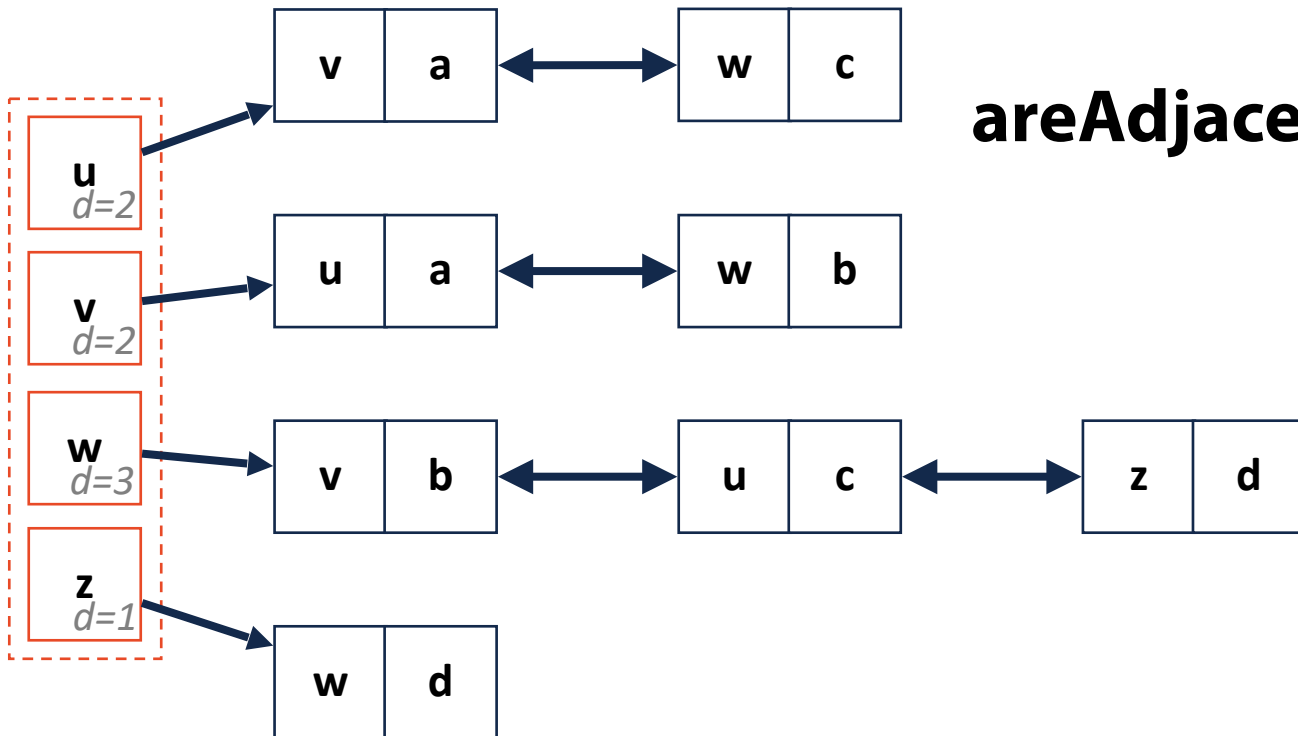 v a w c
areAdjace
u
d=2
u a w b
v
d=2
w
d=3
v b u c z d
z
d=1
w d